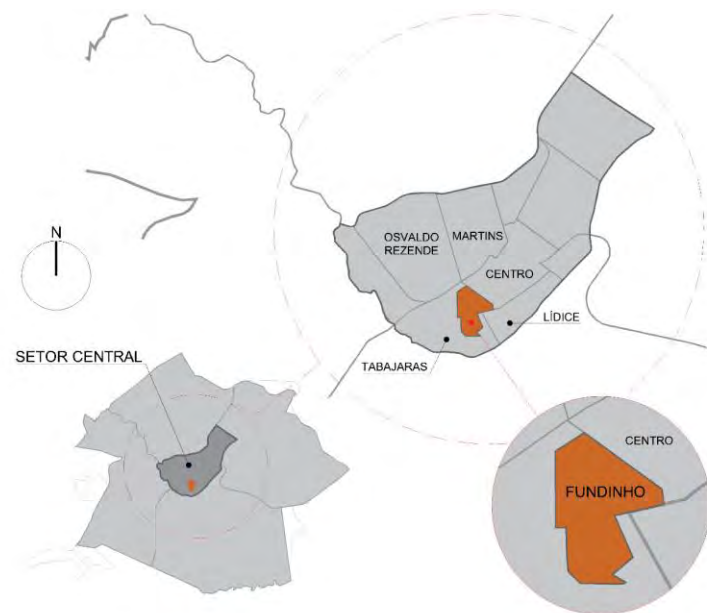 N
OSVALDO
REZENDE
MARTINS
CENTRO
LÍDICE
TABAJARAS
SETOR CENTRAL
CENTRO
FUNDINHO